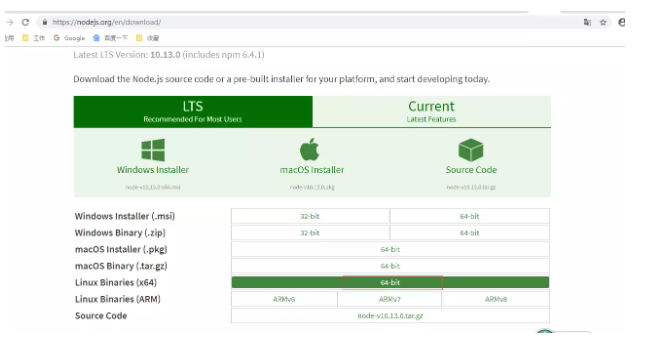 https://nodejs.org/en/download/
工作 Google 百度一下 收藏
Latest LTS Version: 10.13.0 (includes npm 6.4.1)
Download the Node.js source code or a pre-built installer for your platform, and start developing today.
LTS Current
Recommended For Most Users Latest Features
Windows Installer macOS Installer Source Code
node-v10.13.0-x86.msi node-v10.13.0.pkg node-v10.13.0.tar.gz
Windows Installer (.msi) 32-bit 64-bit
Windows Binary (.zip) 32-bit 64-bit
macOS Installer (.pkg) 64-bit
macOS Binary (.tar.gz) 64-bit
Linux Binaries (x64) 64-bit
Linux Binaries (ARM) ARMv6 ARMv7 ARMv8
Source Code node-v10.13.0.tar.gz